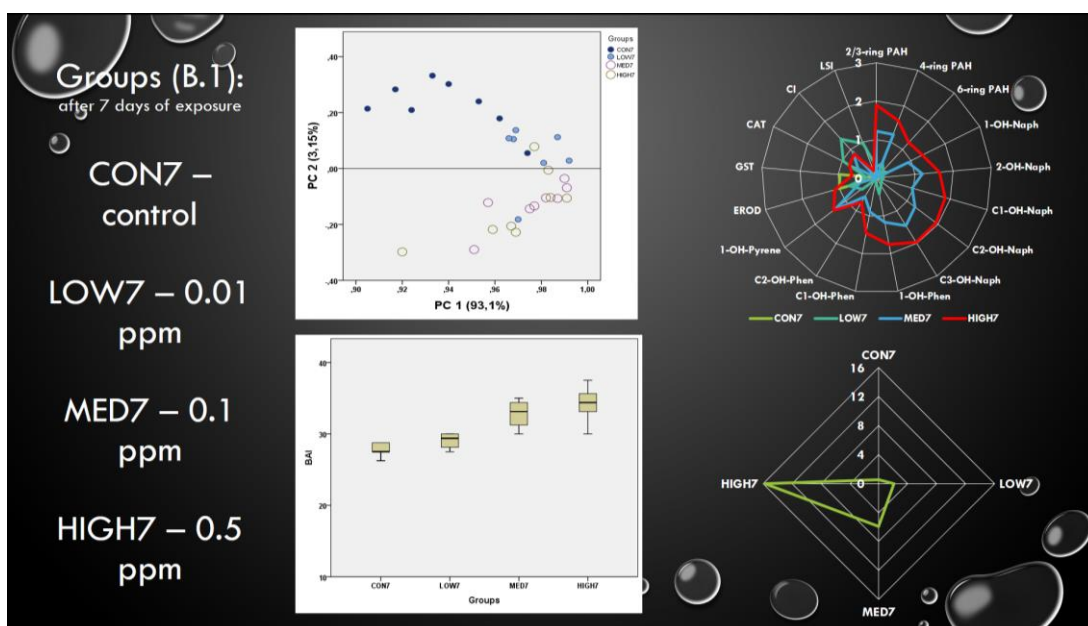 Groups (B.1):
after 7 days of exposure
CON7 –
control
LOW7 – 0.01
ppm
MED7 – 0.1
ppm
HIGH7 – 0.5
ppm
Groups
CON7
LOW7
MED7
HIGH7
,40
,20
,00
-,20
-,40
PC 2 (3,15%)
,90 ,92 ,94 ,96 ,98 1,00
PC 1 (93,1%)
40
30
20
10
BAI
CON7 LOW7 MED7 HIGH7
Groups
2/3-ring PAH
4-ring PAH
6-ring PAH
1-OH-Naph
2-OH-Naph
C1-OH-Naph
C2-OH-Naph
C3-OH-Naph
1-OH-Phen
C1-OH-Phen
C2-OH-Phen
1-OH-Pyrene
EROD
GST
CAT
CI
LSI
3
2
1
0
CON7 LOW7 MED7 HIGH7
CON7
16
12
8
4
0
HIGH7
LOW7
MED7